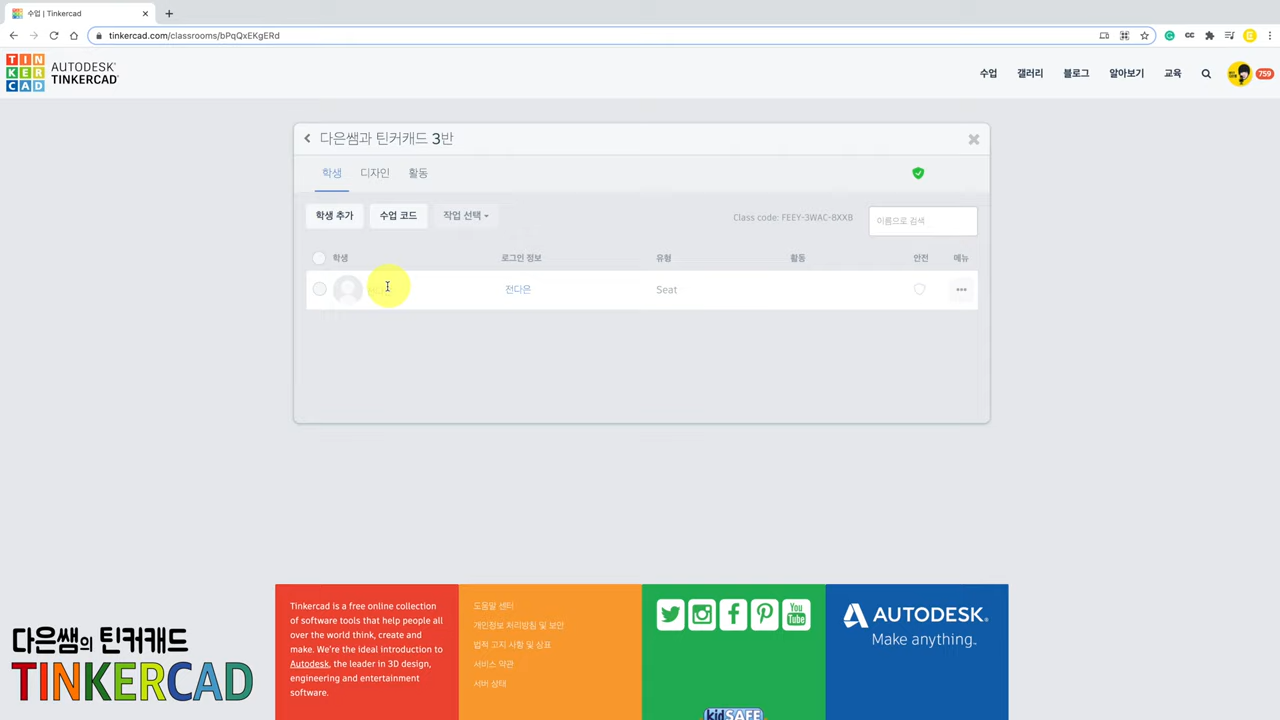 수업 | Tinkercad
tinkercad.com/classrooms/bPqQxEKgERd
TINKERCAD
AUTODESK®
TINKERCAD®
수업
갤러리
블로그
알아보기
교육
759
다은쌤과 틴커캐드 3반
학생
디자인
활동
학생 추가
수업 코드
작업 선택
Class code: FEEY-3WAC-8XXB
이름으로 검색
학생
로그인 정보
유형
활동
안전
메뉴
전다은
Seat
Tinkercad is a free online collection
of software tools that help people all
over the world think, create and
make. We're the ideal introduction to
Autodesk, the leader in 3D design,
engineering and entertainment
software.
도움말 센터
개인정보 처리방침 및 보안
법적 고지 사항 및 상표
서비스 약관
서버 상태
You
Tube
kidSAFE
AUTODESK®
Make anything™
다은쌤의 틴커캐드
TINKERCAD